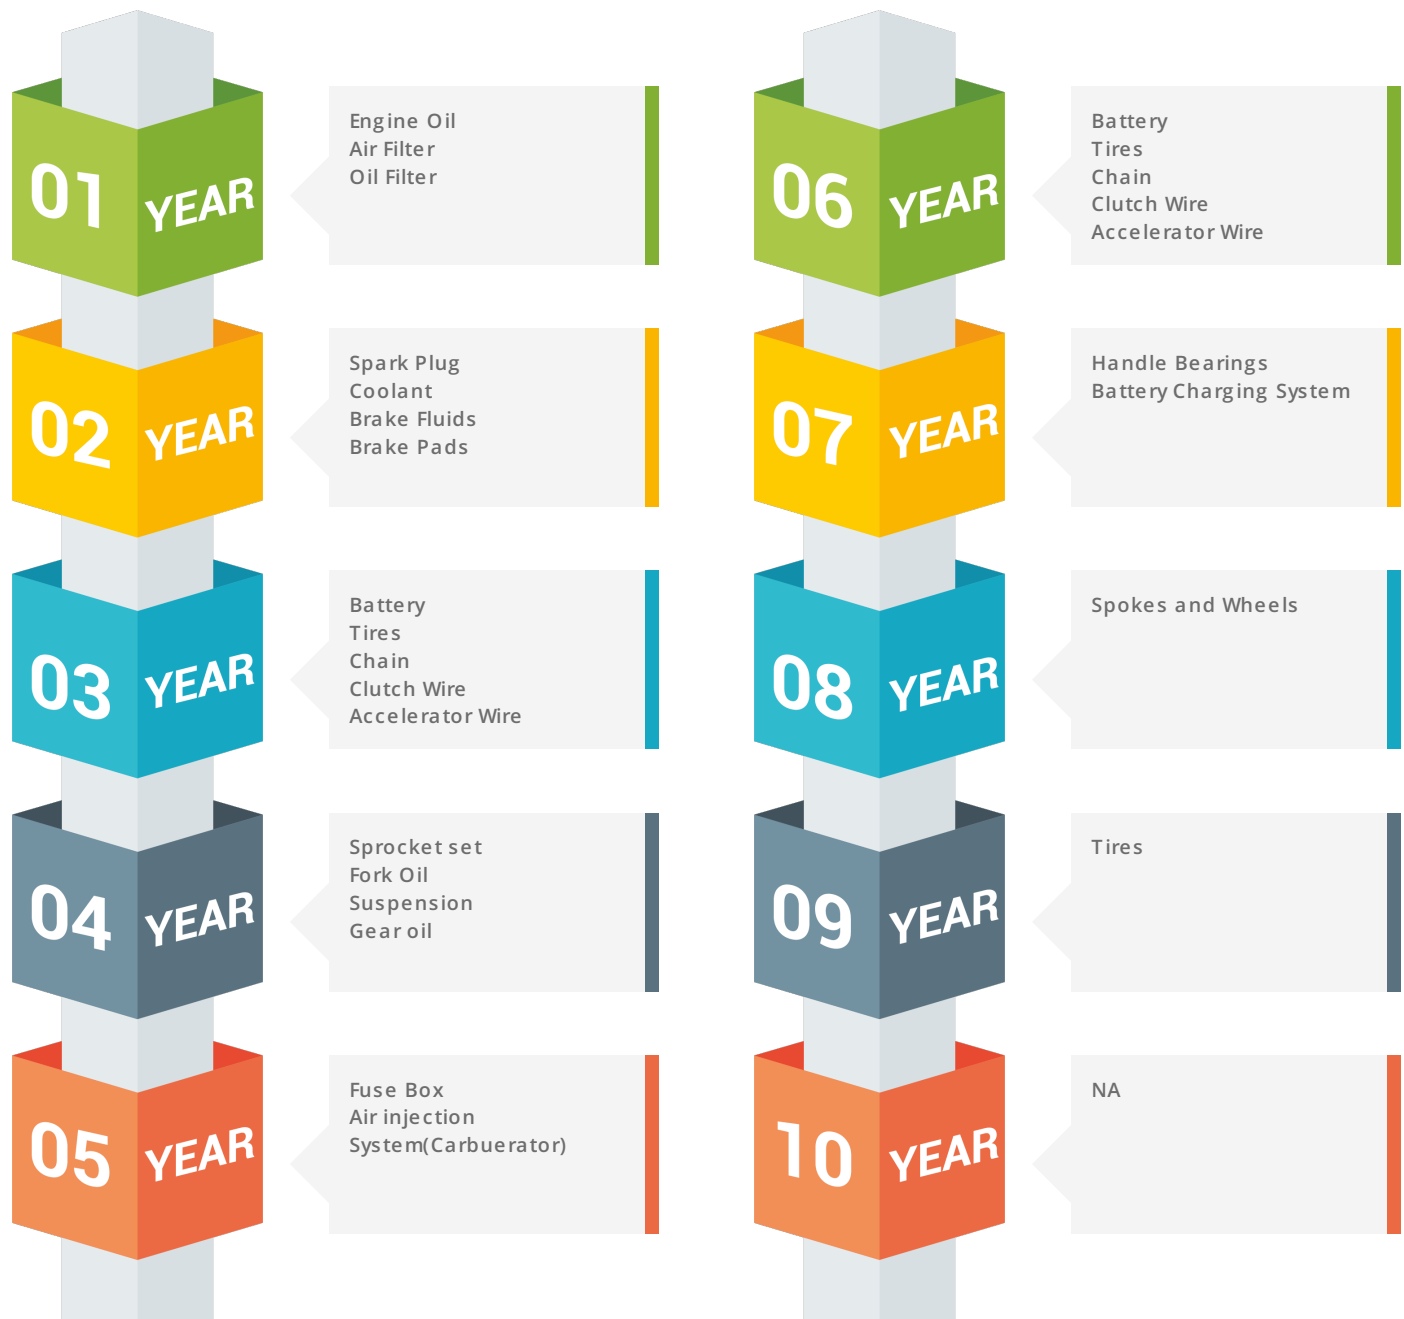 01 YEAR
Engine Oil
Air Filter
Oil Filter
02 YEAR
Spark Plug
Coolant
Brake Fluids
Brake Pads
03 YEAR
Battery
Tires
Chain
Clutch Wire
Accelerator Wire
04 YEAR
Sprocket set
Fork Oil
Suspension
Gear oil
05 YEAR
Fuse Box
Air injection
System(Carbuerator)
06 YEAR
Battery
Tires
Chain
Clutch Wire
Accelerator Wire
07 YEAR
Handle Bearings
Battery Charging System
08 YEAR
Spokes and Wheels
09 YEAR
Tires
10 YEAR
NA